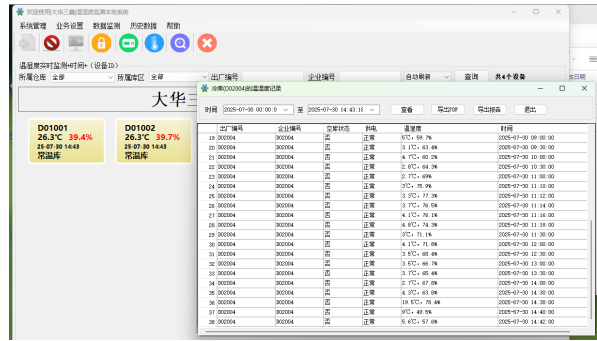 欢迎使用大华三鑫温湿度监测本地系统
系统管理 业务设置 数据监测 历史数据 帮助
温湿度实时监测+时间+（设备ID）
所属仓库 全部 所属库区 全部 出厂编号 企业编号 自动刷新 查询 共4个设备
大华三
D01001
26.3℃ 39.4%
25-07-30 14:43
常温库
D01002
26.3℃ 39.7%
25-07-30 14:43
常温库
冷库(D02004)的温湿度记录
时间 2025-07-30 00:00:0 至 2025-07-30 14:43:18 查看 导出PDF 导出报告 退出
出厂编号 企业编号 空库状态 供电 温湿度 时间
19 D02004 D02004 否 正常 5℃, 59.7% 2025-07-30 09:00:00
20 D02004 D02004 否 正常 3.1℃, 63.4% 2025-07-30 09:30:00
21 D02004 D02004 否 正常 4.1℃, 60.2% 2025-07-30 10:00:00
22 D02004 D02004 否 正常 2.8℃, 64.3% 2025-07-30 10:30:00
23 D02004 D02004 否 正常 2.7℃, 69% 2025-07-30 11:00:00
24 D02004 D02004 否 正常 3℃, 75.9% 2025-07-30 11:10:00
25 D02004 D02004 否 正常 3.3℃, 77.3% 2025-07-30 11:12:00
26 D02004 D02004 否 正常 3.7℃, 76.5% 2025-07-30 11:14:00
27 D02004 D02004 否 正常 4.1℃, 76.1% 2025-07-30 11:16:00
28 D02004 D02004 否 正常 4.8℃, 74.3% 2025-07-30 11:18:00
29 D02004 D02004 否 正常 3℃, 71.1% 2025-07-30 11:30:00
30 D02004 D02004 否 正常 4.1℃, 71.8% 2025-07-30 12:00:00
31 D02004 D02004 否 正常 3.5℃, 68.4% 2025-07-30 12:30:00
32 D02004 D02004 否 正常 3.5℃, 66.7% 2025-07-30 13:00:00
33 D02004 D02004 否 正常 3.1℃, 65.4% 2025-07-30 13:30:00
34 D02004 D02004 否 正常 2.7℃, 67.8% 2025-07-30 14:00:00
35 D02004 D02004 否 正常 4.3℃, 63.8% 2025-07-30 14:30:00
36 D02004 D02004 否 正常 19.5℃, 78.4% 2025-07-30 14:38:00
37 D02004 D02004 否 正常 9℃, 49.5% 2025-07-30 14:40:00
38 D02004 D02004 否 正常 5.6℃, 57.6% 2025-07-30 14:42:00